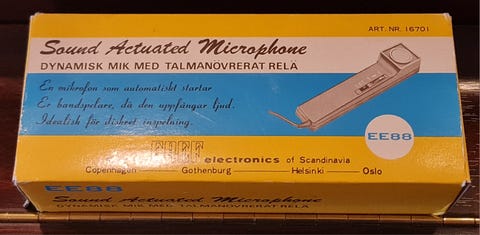 ART. NR. 16701
Sound Actuated Microphone
DYNAMISK MIK MED TALMANÖVRERAT RELÄ
En mikrofon som automatiskt startar
Er bandspelare, då den uppfångar ljud.
Idealisk för diskret inspelning.
EE88
electronics of Scandinavia
Copenhagen Gothenburg Helsinki Oslo
EE88
Sound Actuated Microphone
DYNAMISK MIK MED TALMANÖVRERAT RELÄ